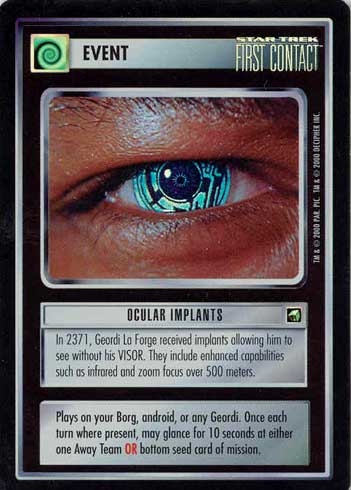 EVENT
STAR TREK
FIRST CONTACT
TM & © 2000 PAR. PIC. TM & © 2000 DECIPHER INC.
OCULAR IMPLANTS
In 2371, Geordi La Forge received implants allowing him to
see without his VISOR. They include enhanced capabilities
such as infrared and zoom focus over 500 meters.
Plays on your Borg, android, or any Geordi. Once each
turn where present, may glance for 10 seconds at either
one Away Team OR bottom seed card of mission.